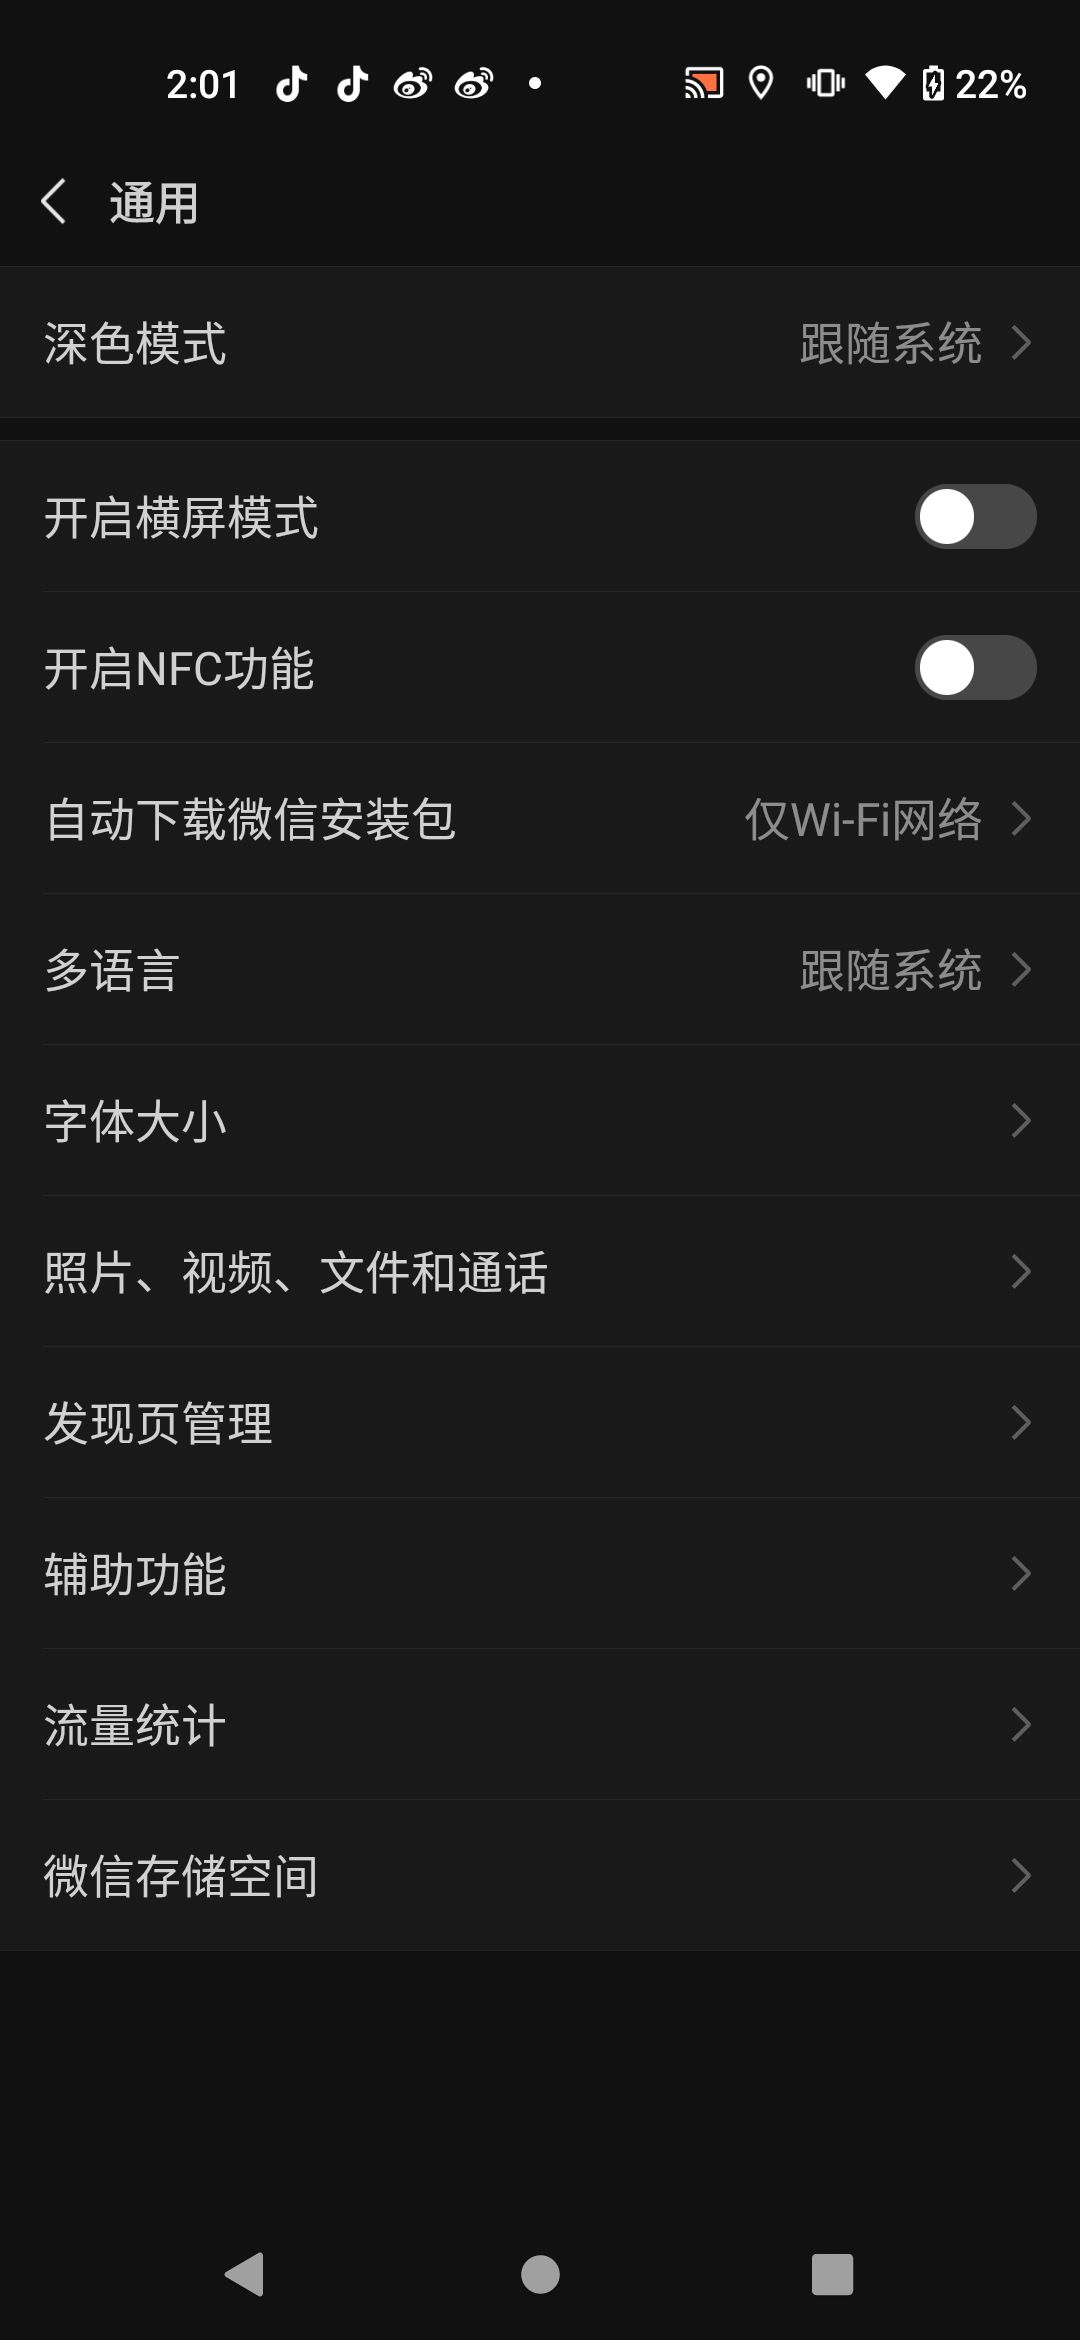 2:01
22%
通用
深色模式 跟随系统
开启横屏模式
开启NFC功能
自动下载微信安装包 仅Wi-Fi网络
多语言 跟随系统
字体大小
照片、视频、文件和通话
发现页管理
辅助功能
流量统计
微信存储空间